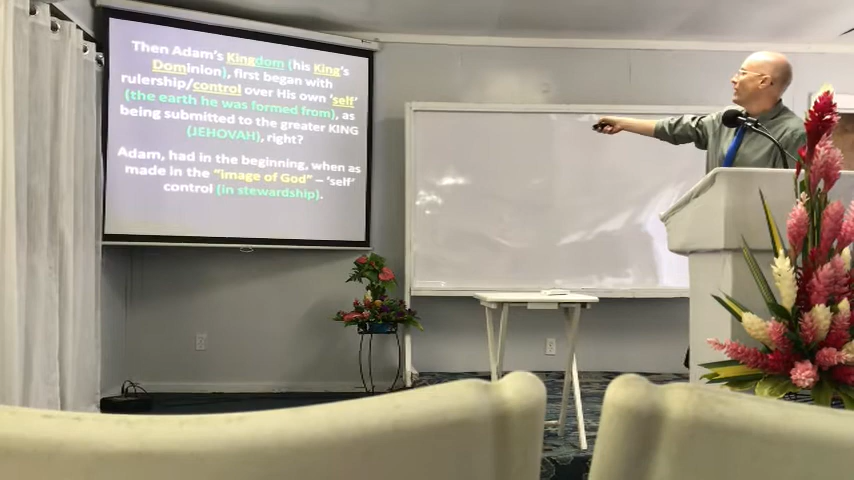 Then Adam's Kingdom (his King's
Dominion), first began with
rulership/control over His own 'self'
(the earth he was formed from), as
being submitted to the greater KING
(JEHOVAH), right?
Adam, had in the beginning, when as
made in the "image of God" – 'self'
control (in stewardship).